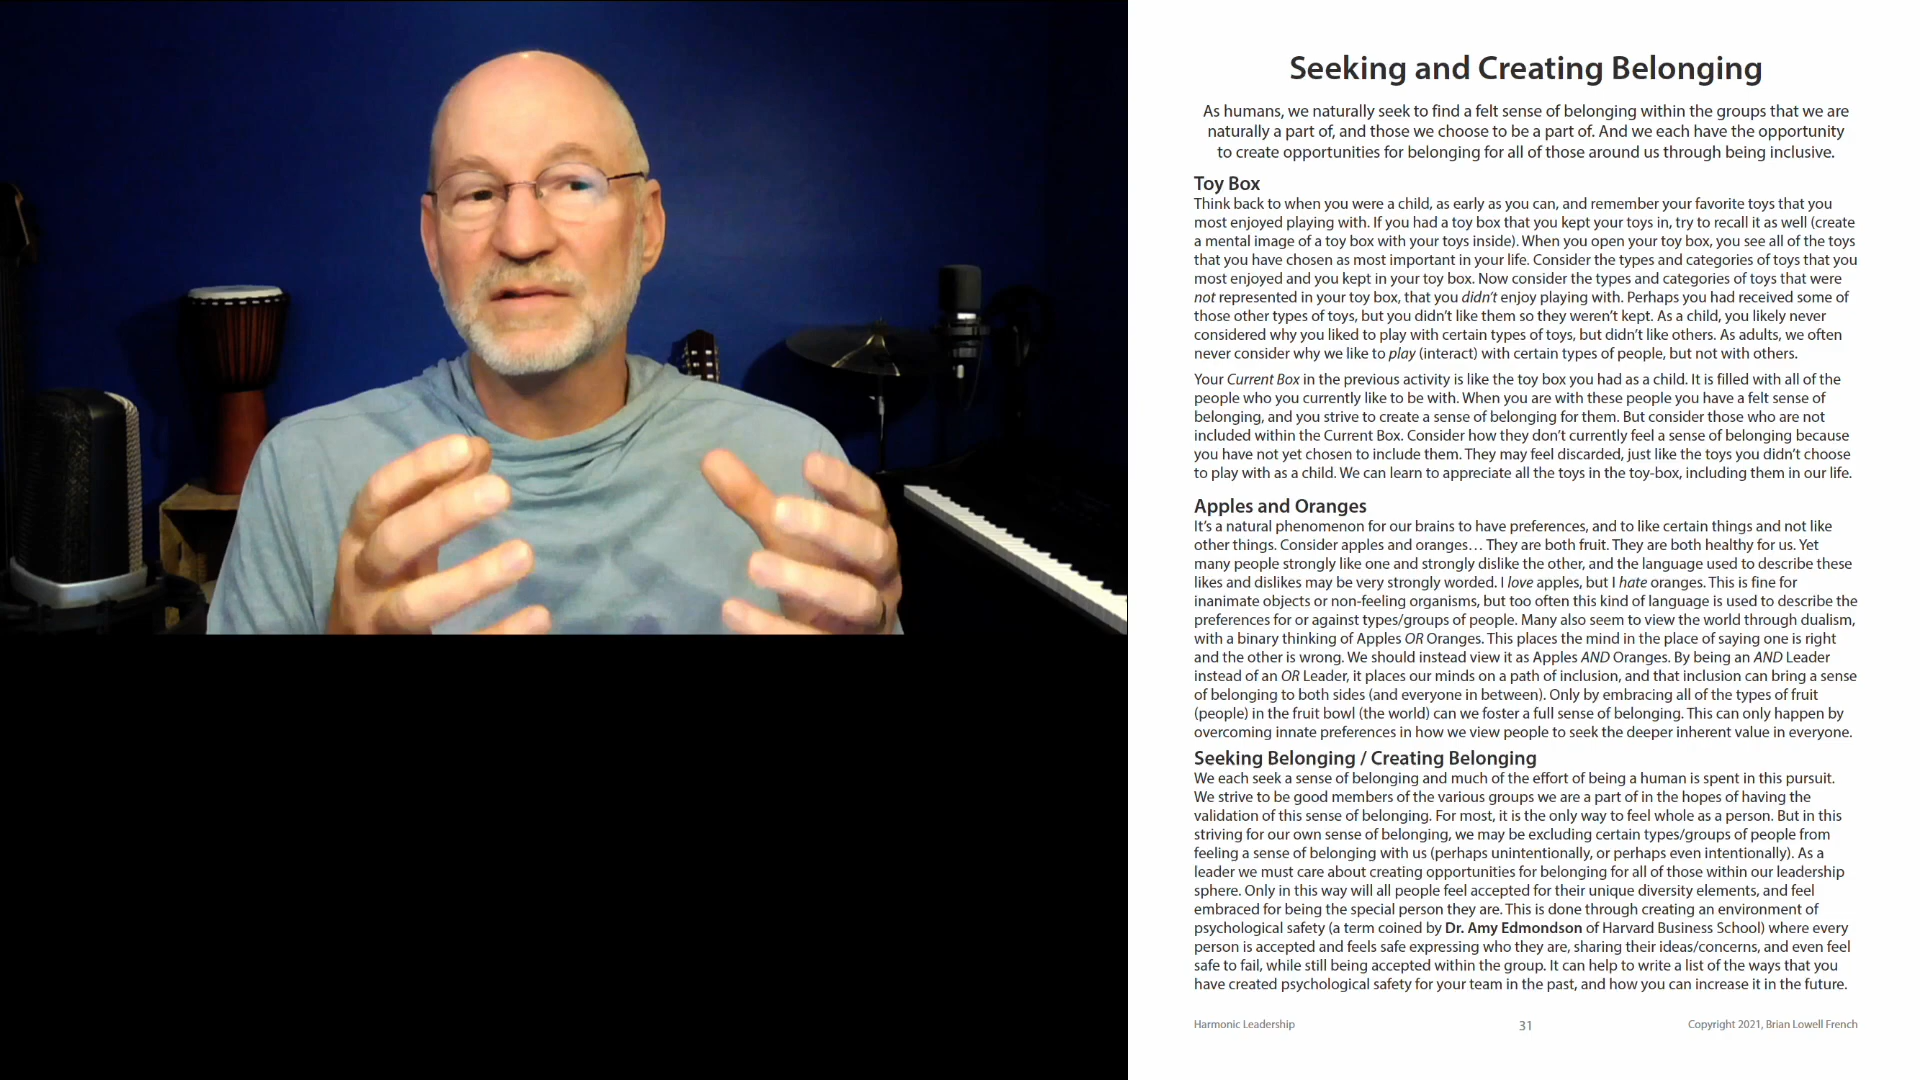 Seeking and Creating Belonging
As humans, we naturally seek to find a felt sense of belonging within the groups that we are
naturally a part of, and those we choose to be a part of. And we each have the opportunity
to create opportunities for belonging for all of those around us through being inclusive.
Toy Box
Think back to when you were a child, as early as you can, and remember your favorite toys that you
most enjoyed playing with. If you had a toy box that you kept your toys in, try to recall it as well (create
a mental image of a toy box with your toys inside). When you open your toy box, you see all of the toys
that you have chosen as most important in your life. Consider the types and categories of toys that you
most enjoyed and you kept in your toy box. Now consider the types and categories of toys that were
not represented in your toy box, that you didn't enjoy playing with. Perhaps you had received some of
those other types of toys, but you didn't like them so they weren't kept. As a child, you likely never
considered why you liked to play with certain types of toys, but didn't like others. As adults, we often
never consider why we like to play (interact) with certain types of people, but not with others.
Your Current Box in the previous activity is like the toy box you had as a child. It is filled with all of the
people who you currently like to be with. When you are with these people you have a felt sense of
belonging, and you strive to create a sense of belonging for them. But consider those who are not
included within the Current Box. Consider how they don't currently feel a sense of belonging because
you have not yet chosen to include them. They may feel discarded, just like the toys you didn't choose
to play with as a child. We can learn to appreciate all the toys in the toy-box, including them in our life.
Apples and Oranges
It's a natural phenomenon for our brains to have preferences, and to like certain things and not like
other things. Consider apples and oranges… They are both fruit. They are both healthy for us. Yet
many people strongly like one and strongly dislike the other, and the language used to describe these
likes and dislikes may be very strongly worded. I love apples, but I hate oranges. This is fine for
inanimate objects or non-feeling organisms, but too often this kind of language is used to describe the
preferences for or against types/groups of people. Many also seem to view the world through dualism,
with a binary thinking of Apples OR Oranges. This places the mind in the place of saying one is right
and the other is wrong. We should instead view it as Apples AND Oranges. By being an AND Leader
instead of an OR Leader, it places our minds on a path of inclusion, and that inclusion can bring a sense
of belonging to both sides (and everyone in between). Only by embracing all of the types of fruit
(people) in the fruit bowl (the world) can we foster a full sense of belonging. This can only happen by
overcoming innate preferences in how we view people to seek the deeper inherent value in everyone.
Seeking Belonging / Creating Belonging
We each seek a sense of belonging and much of the effort of being a human is spent in this pursuit.
We strive to be good members of the various groups we are a part of in the hopes of having the
validation of this sense of belonging. For most, it is the only way to feel whole as a person. But in this
striving for our own sense of belonging, we may be excluding certain types/groups of people from
feeling a sense of belonging with us (perhaps unintentionally, or perhaps even intentionally). As a
leader we must care about creating opportunities for belonging for all of those within our leadership
sphere. Only in this way will all people feel accepted for their unique diversity elements, and feel
embraced for being the special person they are. This is done through creating an environment of
psychological safety (a term coined by Dr. Amy Edmondson of Harvard Business School) where every
person is accepted and feels safe expressing who they are, sharing their ideas/concerns, and even feel
safe to fail, while still being accepted within the group. It can help to write a list of the ways that you
have created psychological safety for your team in the past, and how you can increase it in the future.
Harmonic Leadership 31 Copyright 2021, Brian Lowell French